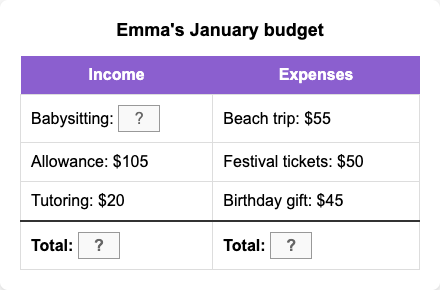 Emma's January budget
Income Expenses
Babysitting: ? Beach trip: $55
Allowance: $105 Festival tickets: $50
Tutoring: $20 Birthday gift: $45
Total: ? Total: ?